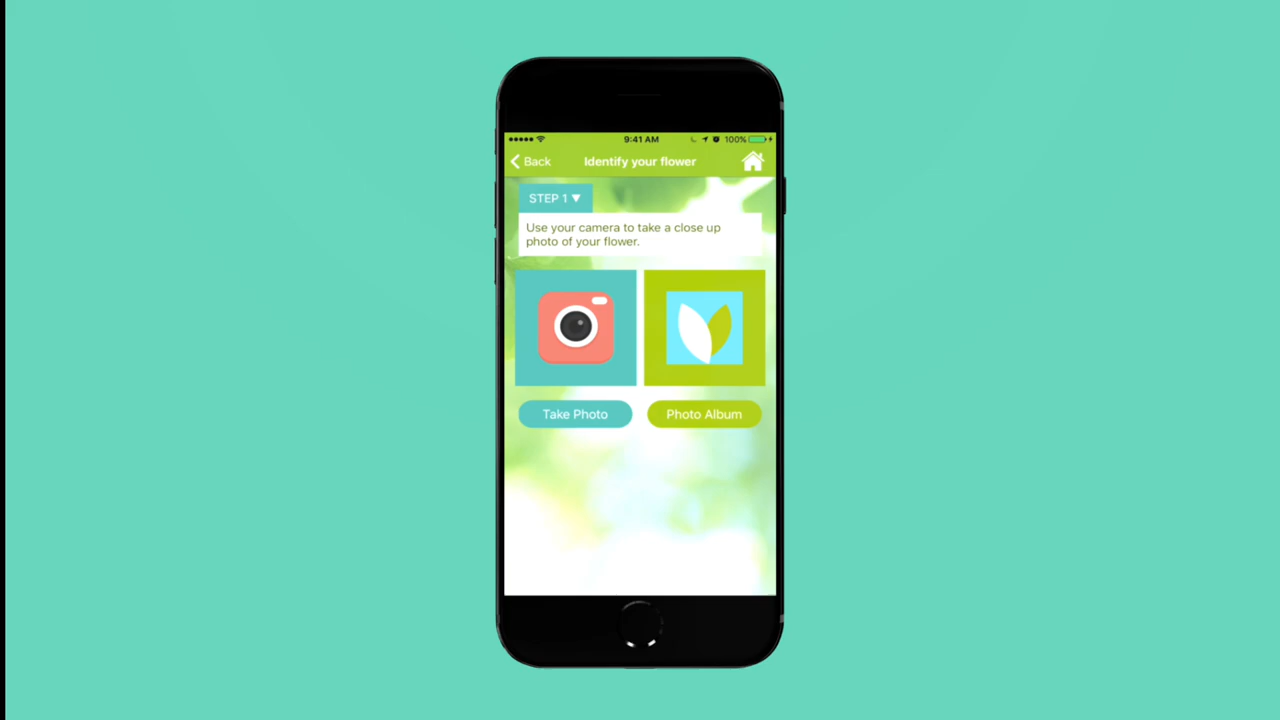 9:41 AM
100%
Back
Identify your flower
STEP 1 ▼
Use your camera to take a close up
photo of your flower.
Take Photo
Photo Album